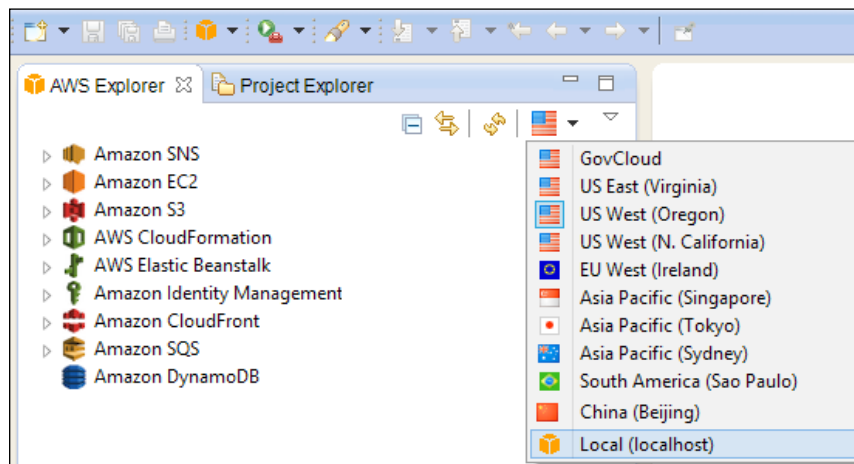 AWS Explorer
Project Explorer
Amazon SNS
Amazon EC2
Amazon S3
AWS CloudFormation
AWS Elastic Beanstalk
Amazon Identity Management
Amazon CloudFront
Amazon SQS
Amazon DynamoDB
GovCloud
US East (Virginia)
US West (Oregon)
US West (N. California)
EU West (Ireland)
Asia Pacific (Singapore)
Asia Pacific (Tokyo)
Asia Pacific (Sydney)
South America (Sao Paulo)
China (Beijing)
Local (localhost)